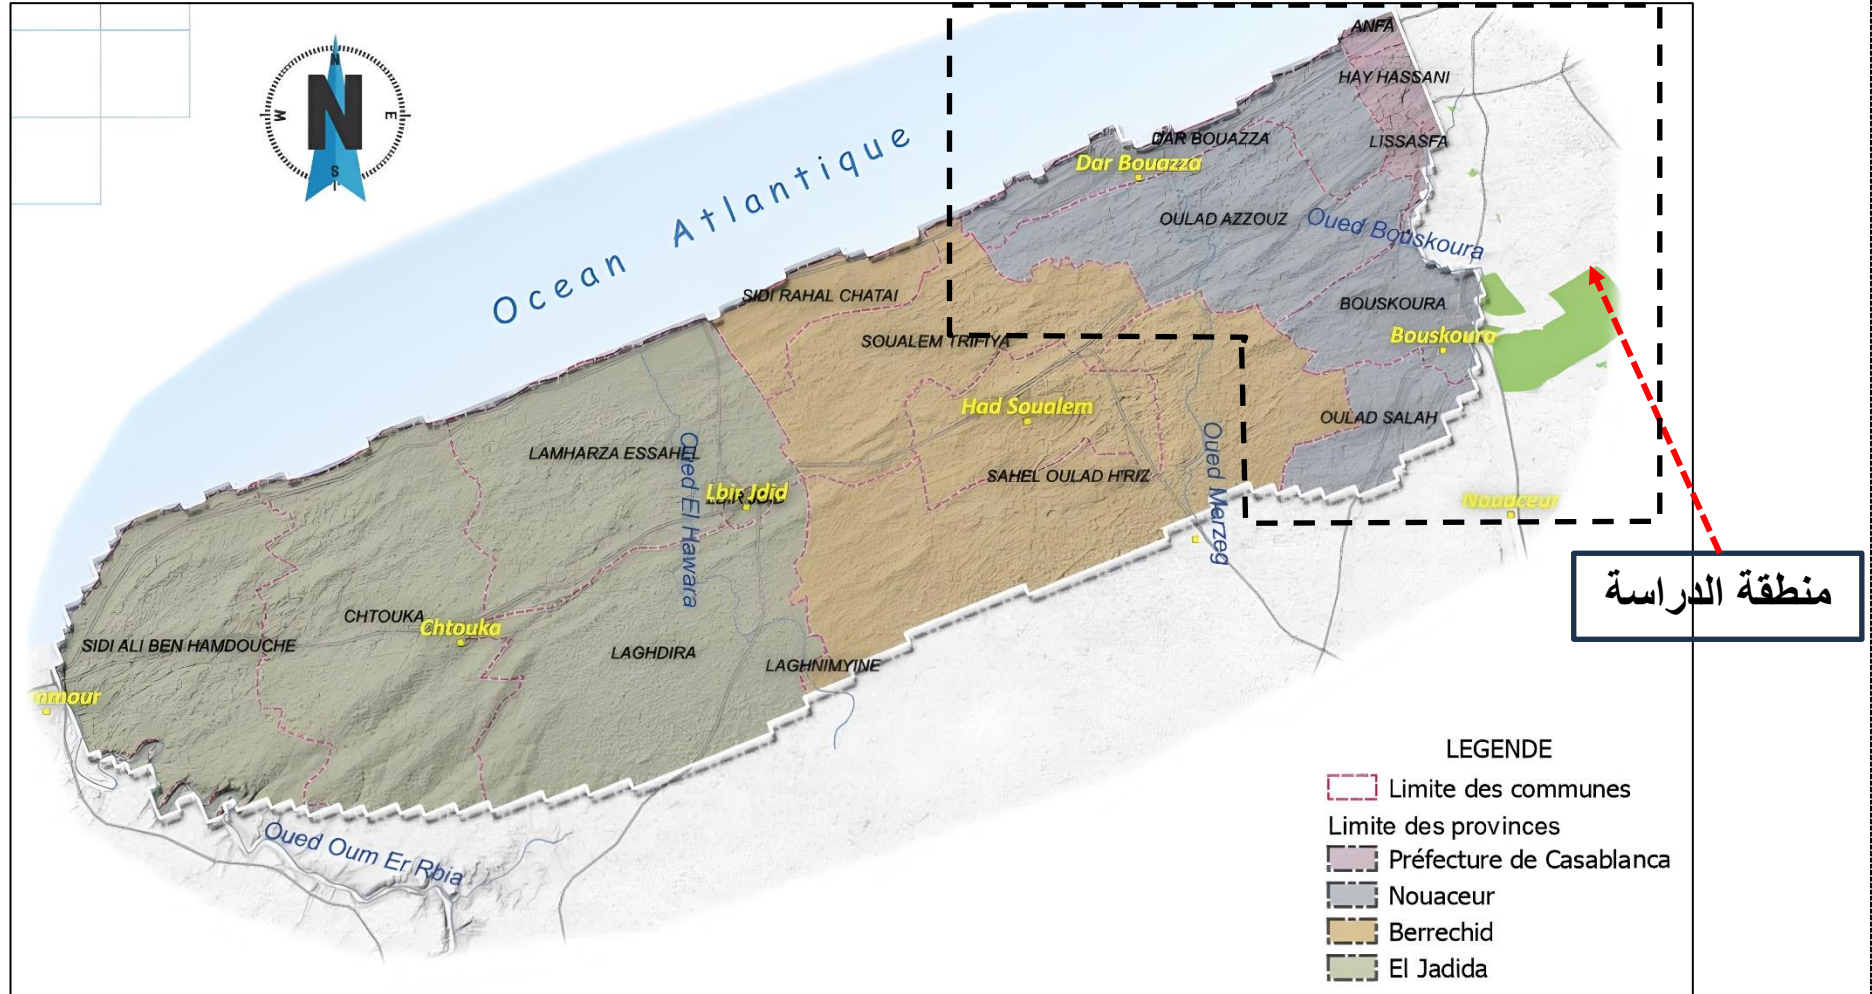 N
N
E
S
M
ANFA
HAY HASSANI
LISSASFA
DAR BOUAZZA
Dar Bouazza
OULAD AZZOUZ
Oued Bouskoura
Ocean Atlantique
SIDI RAHAL CHATAI
BOUSKOURA
Bouskoura
SOUALEM TRIFIYA
Had Soualem
OULAD SALAH
LAMHARZA ESSAHEL
Oued El Hawara
Lbir Jdid
SAHEL OULAD H'RIZ
Oued Merzeg
Nouaceur
منطقة الدراسة
CHTOUKA
Chtouka
SIDI ALI BEN HAMDOUCHE
LAGHDIRA
LAGHNIMYINE
mmour
Oued Oum Er Rbia
LEGENDE
Limite des communes
Limite des provinces
Préfecture de Casablanca
Nouaceur
Berrechid
El Jadida